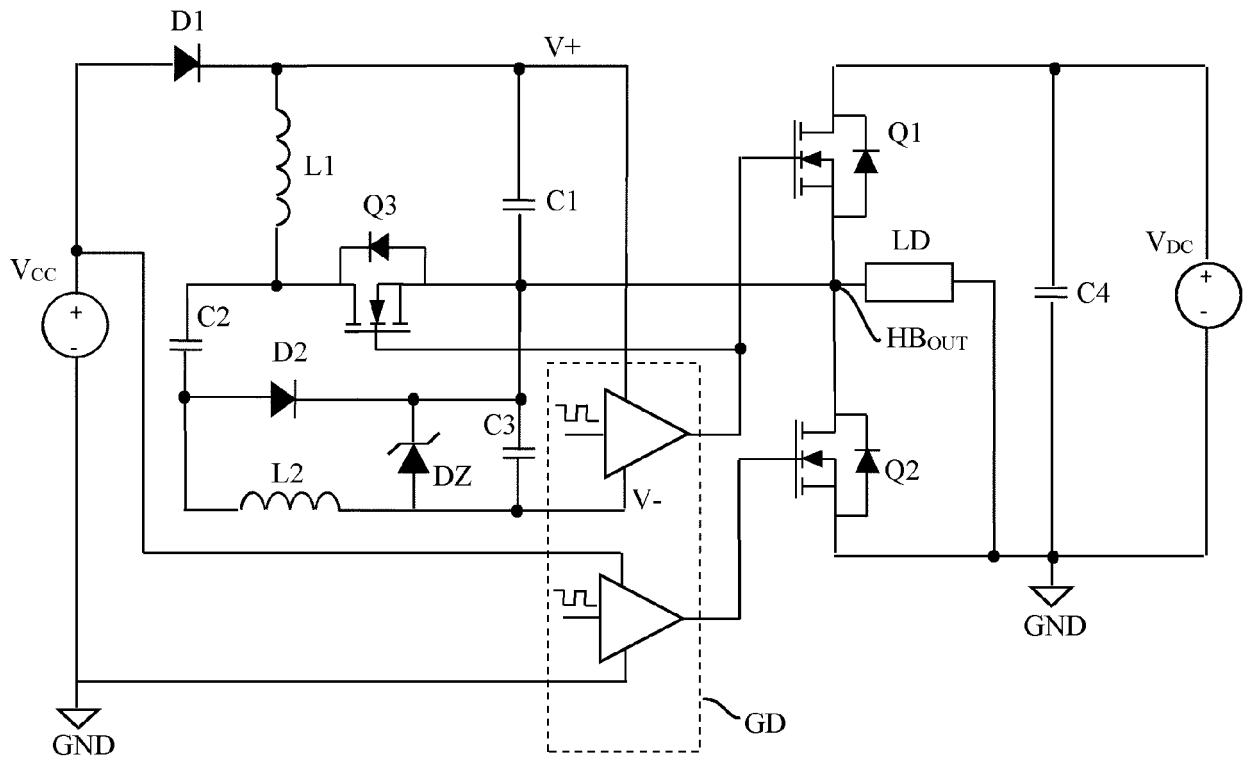 D1
V+
Q1
L1
C1
Q3
LD
VCC
+
-
VDC
+
-
C4
C2
HBOUT
D2
C3
DZ
Q2
L2
V-
GND
GD
GND